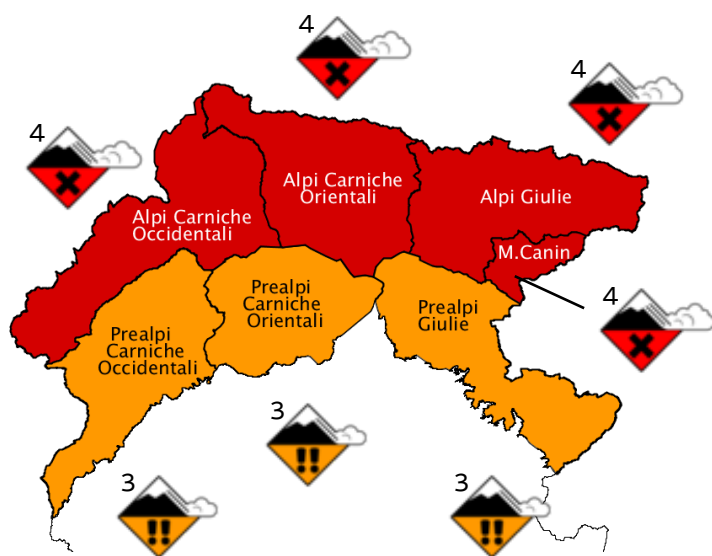 4
4
4
Alpi Carniche
Orientali
Alpi Giulie
Alpi Carniche
Occidentali
M.Canin
Prealpi
Carniche
Orientali
4
Prealpi
Giulie
Prealpi
Carniche
Occidentali
3
!!
3
!!
3
!!